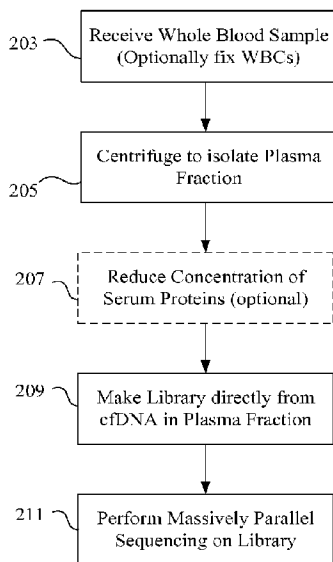 203
Receive Whole Blood Sample
(Optionally fix WBCs)
205
Centrifuge to isolate Plasma
Fraction
207
Reduce Concentration of
Serum Proteins (optional)
209
Make Library directly from
cfDNA in Plasma Fraction
211
Perform Massively Parallel
Sequencing on Library